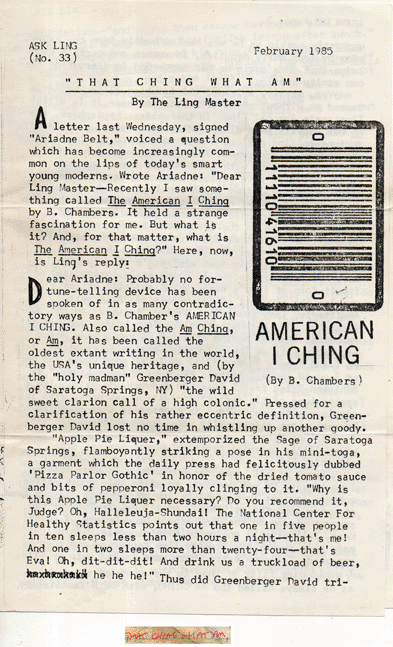 ASK LING
(No. 33)
February 1985
"THAT CHING WHAT AM"
By The Ling Master
A letter last Wednesday, signed
"Ariadne Belt," voiced a question
which has become increasingly com-
mon on the lips of today's smart
young moderns. Wrote Ariadne: "Dear
Ling Master—Recently I saw some-
thing called The American I Ching
by B. Chambers. It held a strange
fascination for me. But what is
it? And, for that matter, what is
The American I Ching?" Here, now,
is Ling's reply:
Dear Ariadne: Probably no for-
tune-telling device has been
spoken of in as many contradic-
tory ways as B. Chamber's AMERICAN
I CHING. Also called the Am Ching,
or Am, it has been called the
oldest extant writing in the world,
the USA's unique heritage, and (by
the "holy madman" Greenberger David
of Saratoga Springs, NY) "the wild
sweet clarion call of a high colonic." Pressed for a
clarification of his rather eccentric definition, Green-
berger David lost no time in whistling up another goody.
"Apple Pie Liquer," extemporized the Sage of Saratoga
Springs, flamboyantly striking a pose in his mini-toga,
a garment which the daily press had felicitously dubbed
'Pizza Parlor Gothic' in honor of the dried tomato sauce
and bits of pepperoni loyally clinging to it. "Why is
this Apple Pie Liquer necessary? Do you recommend it,
Judge? Oh, Halleleuja-Shundai! The National Center For
Healthy Statistics points out that one in five people
in ten sleeps less than two hours a night—that's me!
And one in two sleeps more than twenty-four—that's
Eva! Oh, dit-dit-dit! And drink us a truckload of beer,
he he he!" Thus did Greenberger David tri-
1111041610
AMERICAN
I CHING
(By B. Chambers)